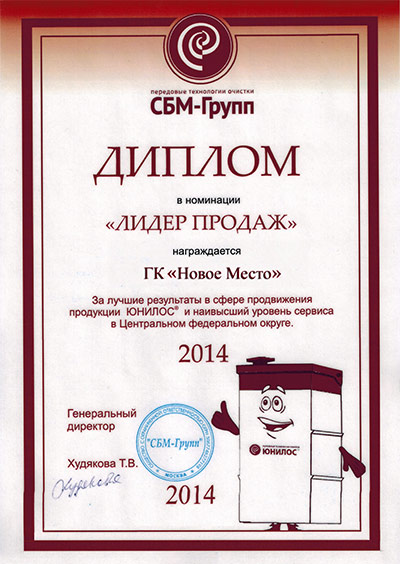 передовые технологии очистки
СБМ-Групп
ДИПЛОМ
в номинации
«ЛИДЕР ПРОДАЖ»
награждается
ГК «Новое Место»
За лучшие результаты в сфере продвижения
продукции ЮНИЛОС® и наивысший уровень сервиса
в Центральном федеральном округе.
2014
Генеральный
директор
"СБМ-Групп"
МОСКВА
ЮНИЛОС
Худякова Т.В.
2014